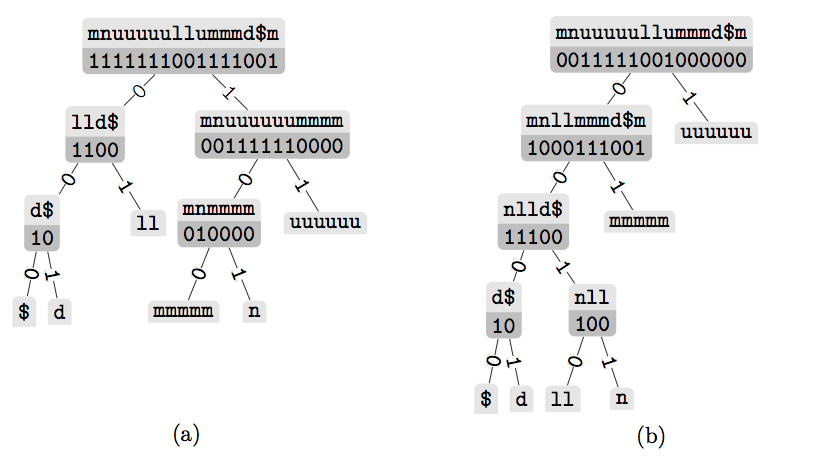 mnuuuuullummmd$m
1111111001111001
0
1
lld$
1100
mnuuuuuummmm
001111110000
0
1
0
1
d$
10
ll
mnmmmm
010000
uuuuuu
0
1
0
1
$
d
mmmmm
n
(a)
mnuuuuullummmd$m
0011111001000000
0
1
mnllmmmd$m
1000111001
uuuuuu
0
1
nlld$
11100
mmmmm
0
1
d$
10
nll
100
0
1
0
1
$
d
ll
n
(b)